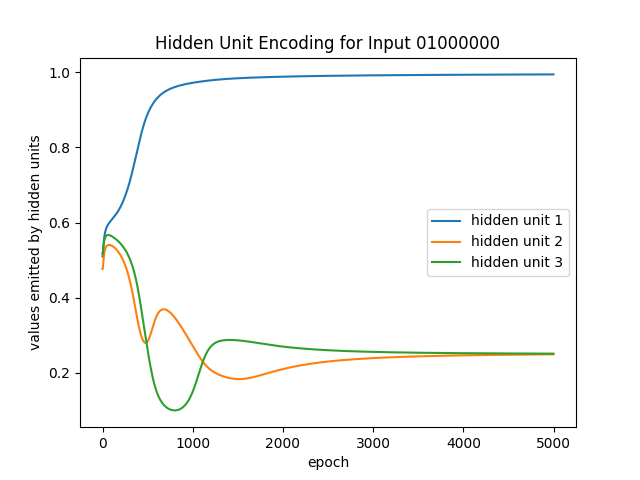 Hidden Unit Encoding for Input 01000000
values emitted by hidden units
1.0
0.8
0.6
0.4
0.2
hidden unit 1
hidden unit 2
hidden unit 3
0 1000 2000 3000 4000 5000
epoch